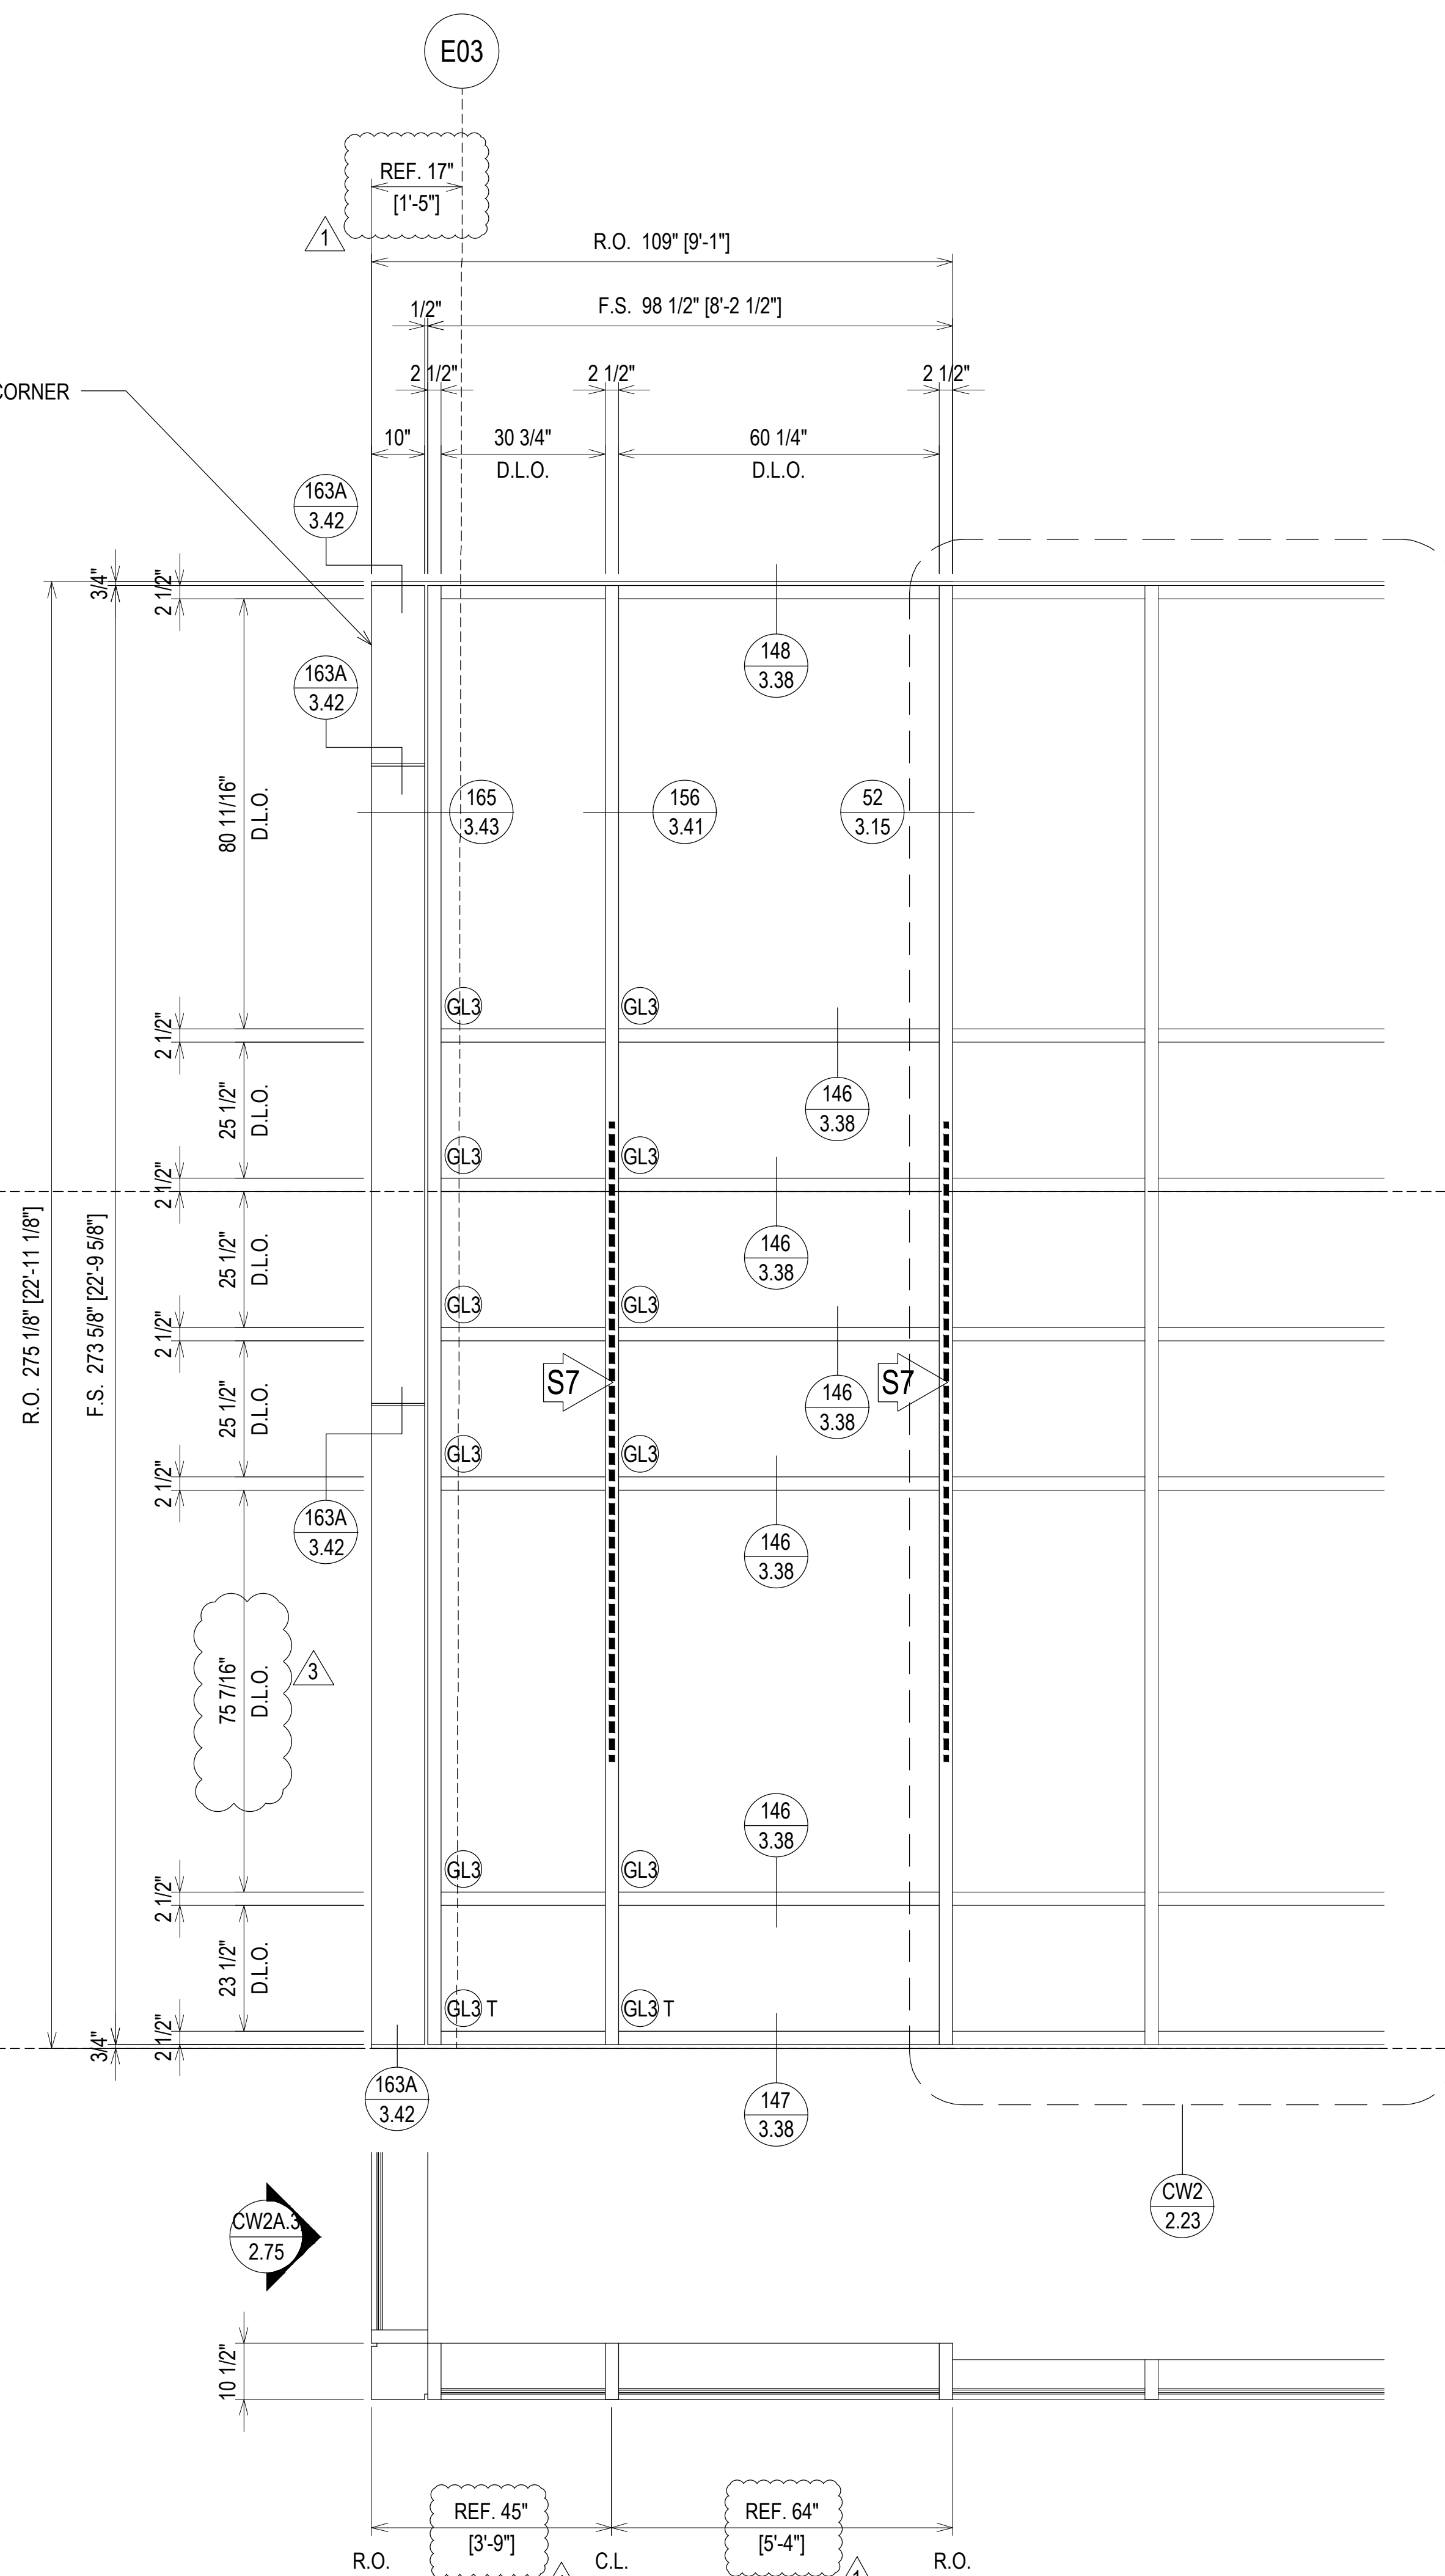 E03
REF. 17"
[1'-5"]
1
R.O. 109" [9'-1"]
1/2"
F.S. 98 1/2" [8'-2 1/2"]
2 1/2"
2 1/2"
2 1/2"
CORNER
10"
30 3/4"
D.L.O.
60 1/4"
D.L.O.
163A
3.42
3/4"
2 1/2"
148
3.38
163A
3.42
80 11/16"
D.L.O.
165
3.43
156
3.41
52
3.15
GL3
GL3
2 1/2"
25 1/2"
D.L.O.
146
3.38
GL3
GL3
2 1/2"
R.O. 275 1/8" [22'-11 1/8"]
F.S. 273 5/8" [22'-9 5/8"]
25 1/2"
D.L.O.
146
3.38
GL3
GL3
2 1/2"
25 1/2"
D.L.O.
S7
S7
146
3.38
GL3
GL3
2 1/2"
163A
3.42
146
3.38
75 7/16"
D.L.O.
3
146
3.38
GL3
GL3
2 1/2"
23 1/2"
D.L.O.
GL3 T
GL3 T
3/4"
2 1/2"
163A
3.42
147
3.38
CW2A.3
2.75
CW2
2.23
10 1/2"
REF. 45"
[3'-9"]
REF. 64"
[5'-4"]
R.O.
C.L.
R.O.